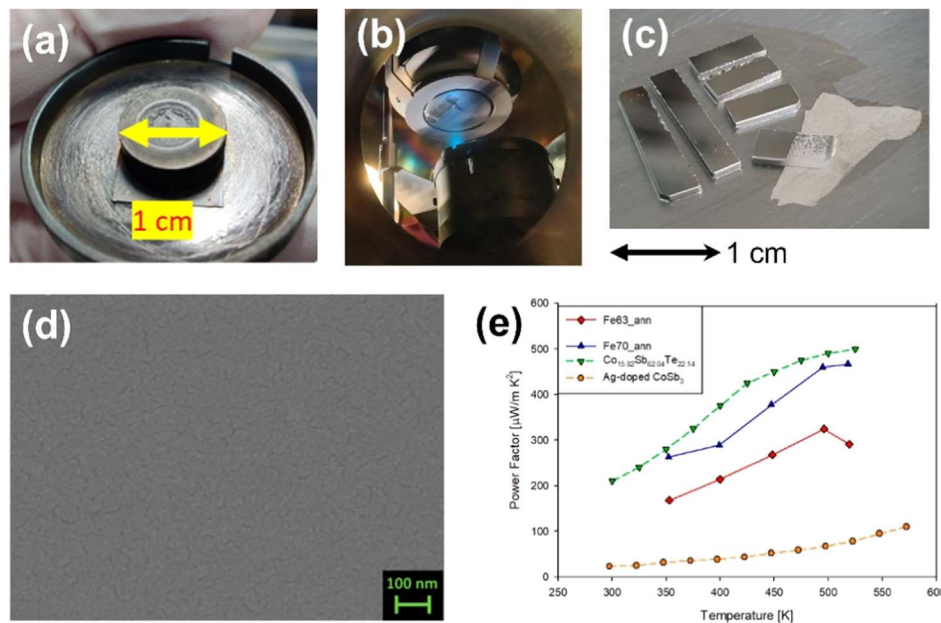 (a)
1 cm
(b)
(c)
1 cm
(d)
100 nm
(e)
Fe63_ann
Fe70_ann
Co₁₅.₈₂Sb₆₂.₀₄Te₂₂.₁₄
Ag-doped CoSb₃
Power Factor [μW/m K²]
600
500
400
300
200
100
0
250 300 350 400 450 500 550 600
Temperature [K]